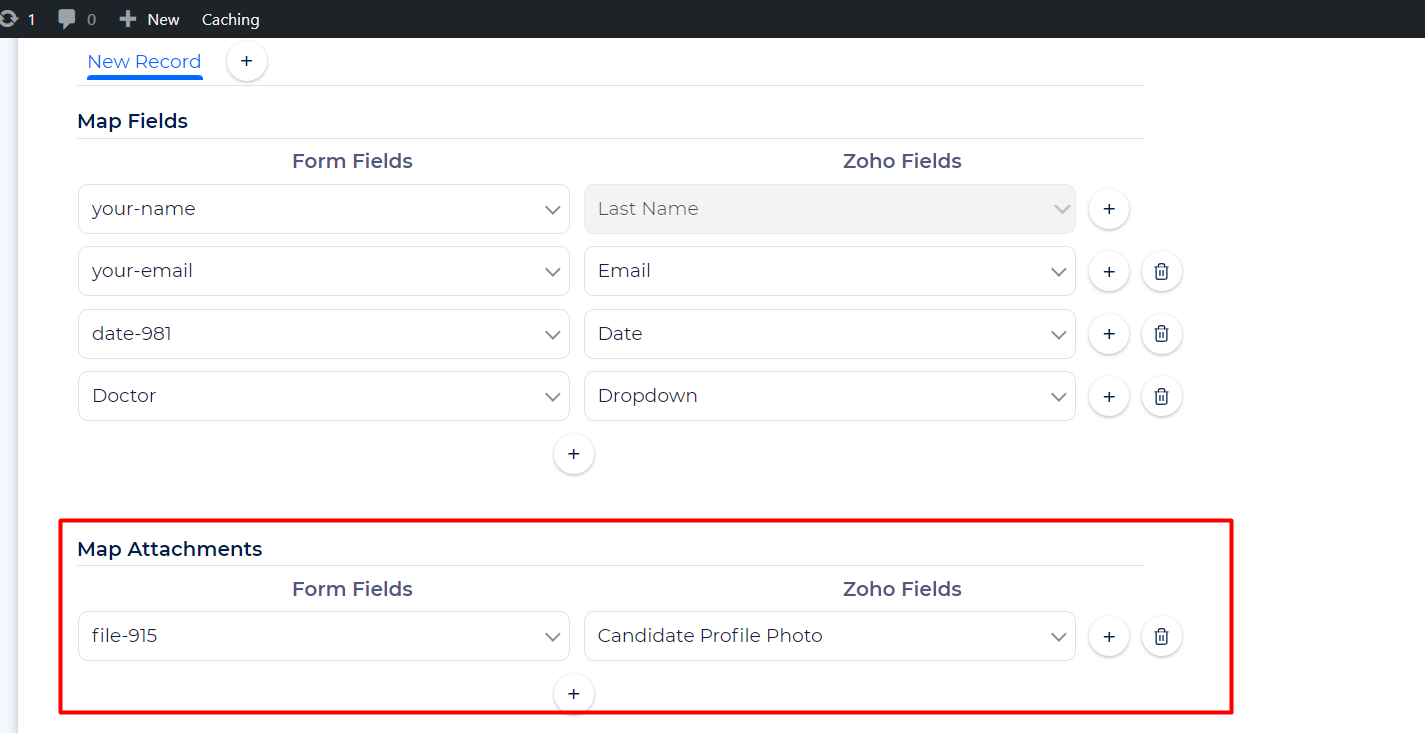 1 0 + New Caching
New Record +
Map Fields
Form Fields Zoho Fields
your-name Last Name +
your-email Email +
date-981 Date +
Doctor Dropdown +
+
Map Attachments
Form Fields Zoho Fields
file-915 Candidate Profile Photo +
+